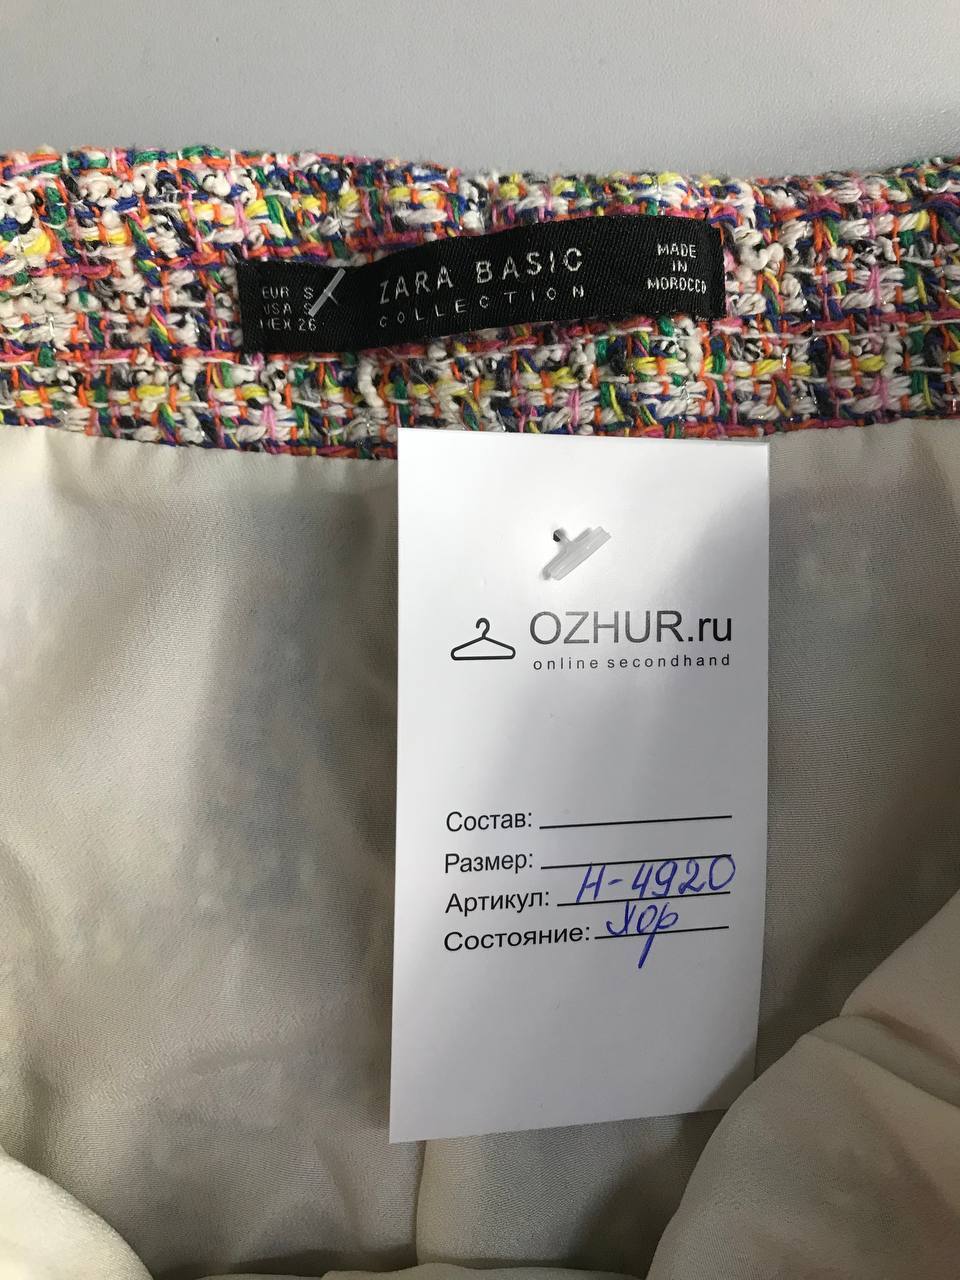 EUR S
USA S
MEX 26
ZARA BASIC
COLLECTION
MADE
IN
MOROCCO
OZHUR.ru
online secondhand
Состав:
Размер:
Артикул: Н-4920
Состояние: Хор